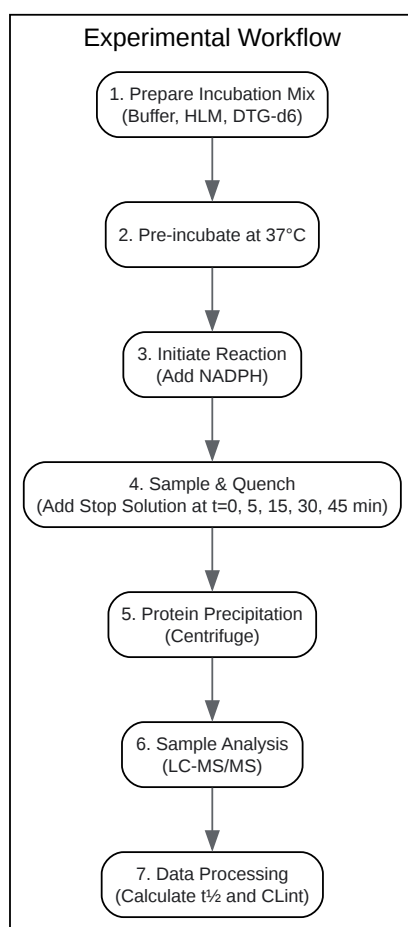 Experimental Workflow
1. Prepare Incubation Mix
(Buffer, HLM, DTG-d6)
2. Pre-incubate at 37°C
3. Initiate Reaction
(Add NADPH)
4. Sample & Quench
(Add Stop Solution at t=0, 5, 15, 30, 45 min)
5. Protein Precipitation
(Centrifuge)
6. Sample Analysis
(LC-MS/MS)
7. Data Processing
(Calculate t½ and CLint)